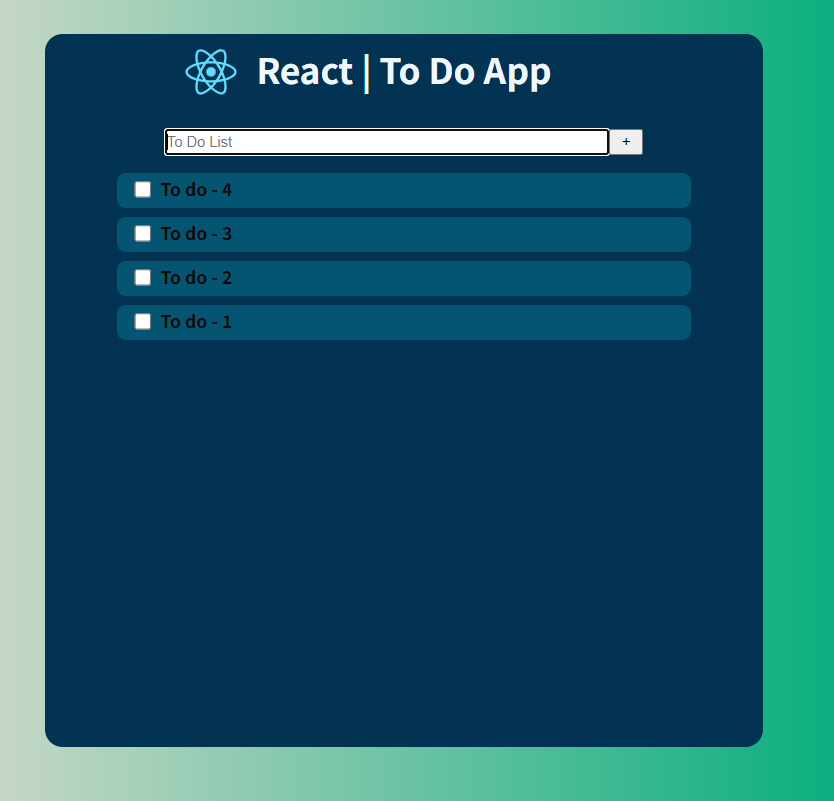 React | To Do App
To Do List
+
To do - 4
To do - 3
To do - 2
To do - 1